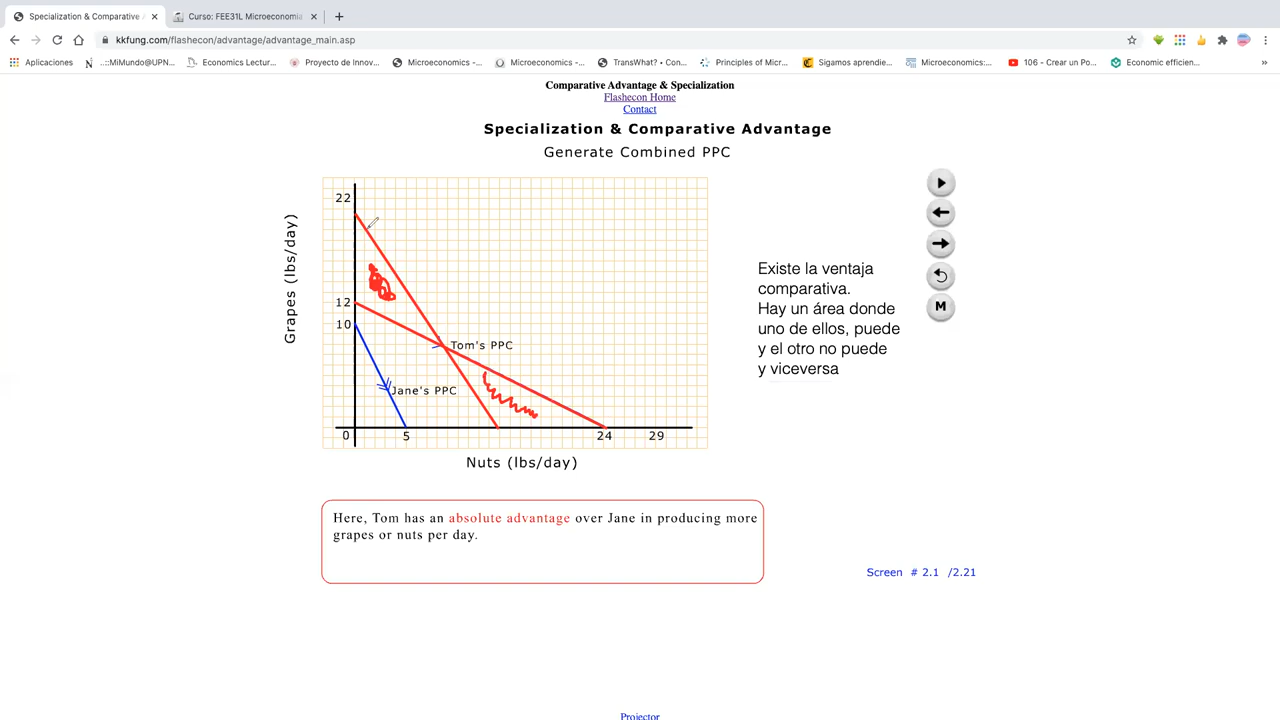 Specialization & Comparative A
Curso: FEE31L Microeconomia
kkfung.com/flashecon/advantage/advantage_main.asp
Aplicaciones
..::MiMundo@UPN...
Economics Lectur...
Proyecto de Innov...
Microeconomics -...
Microeconomics -...
TransWhat? - Con...
Principles of Micr...
Sigamos aprendie...
Microeconomics:...
106 - Crear un Po...
Economic efficien...
»
Comparative Advantage & Specialization
Flashecon Home
Contact
Specialization & Comparative Advantage
Generate Combined PPC
22
12
10
Grapes (lbs/day)
Tom's PPC
Jane's PPC
0
5
24
29
Nuts (lbs/day)
Existe la ventaja
comparativa.
Hay un área donde
uno de ellos, puede
y el otro no puede
y viceversa
M
Here, Tom has an absolute advantage over Jane in producing more
grapes or nuts per day.
Screen # 2.1 /2.21
Projector